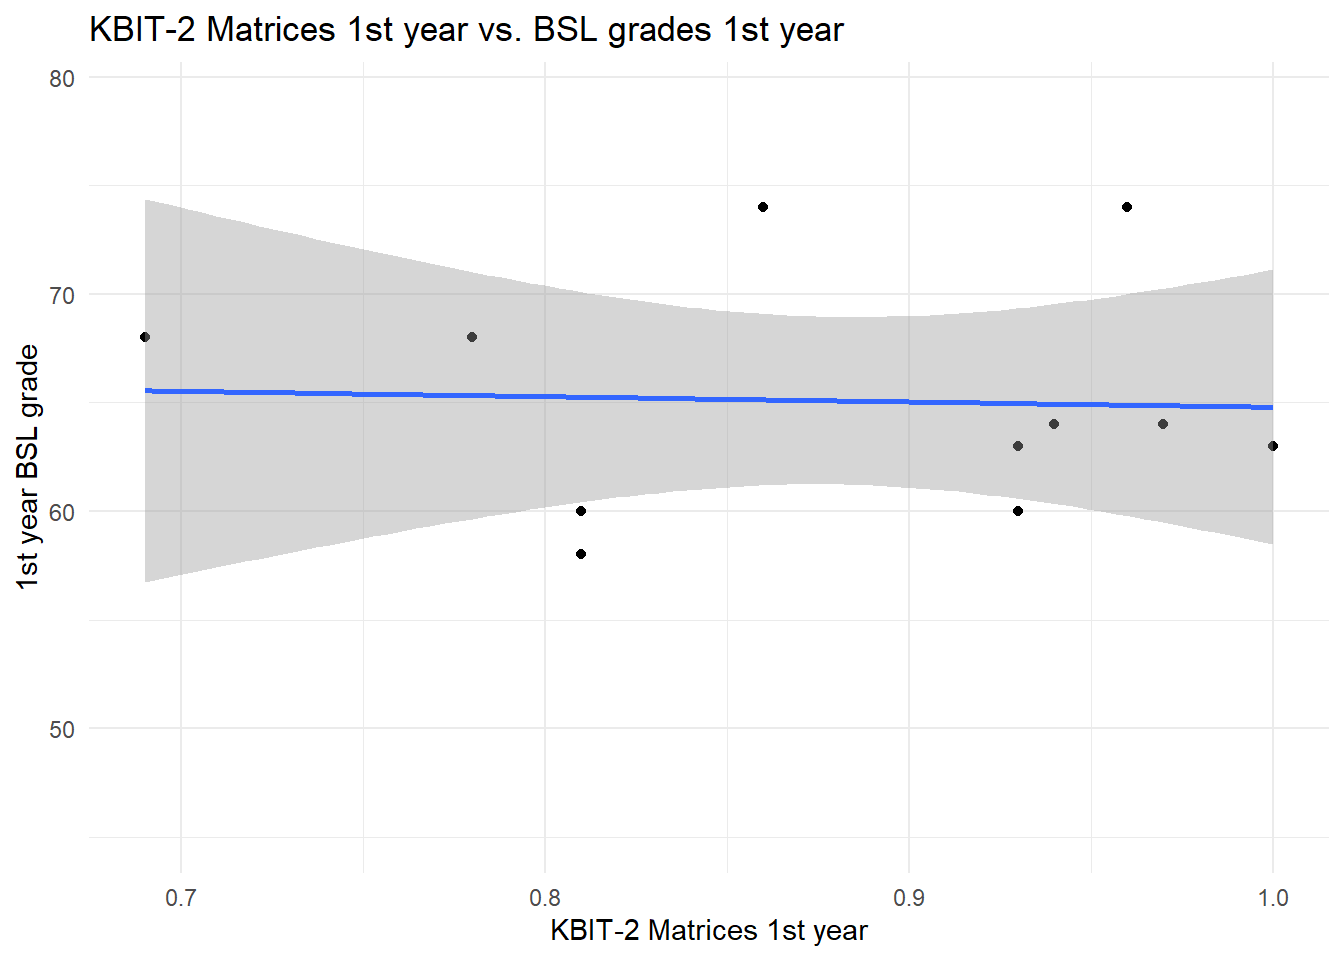 KBIT-2 Matrices 1st year vs. BSL grades 1st year
80
70
60
50
1st year BSL grade
0.7 0.8 0.9 1.0
KBIT-2 Matrices 1st year